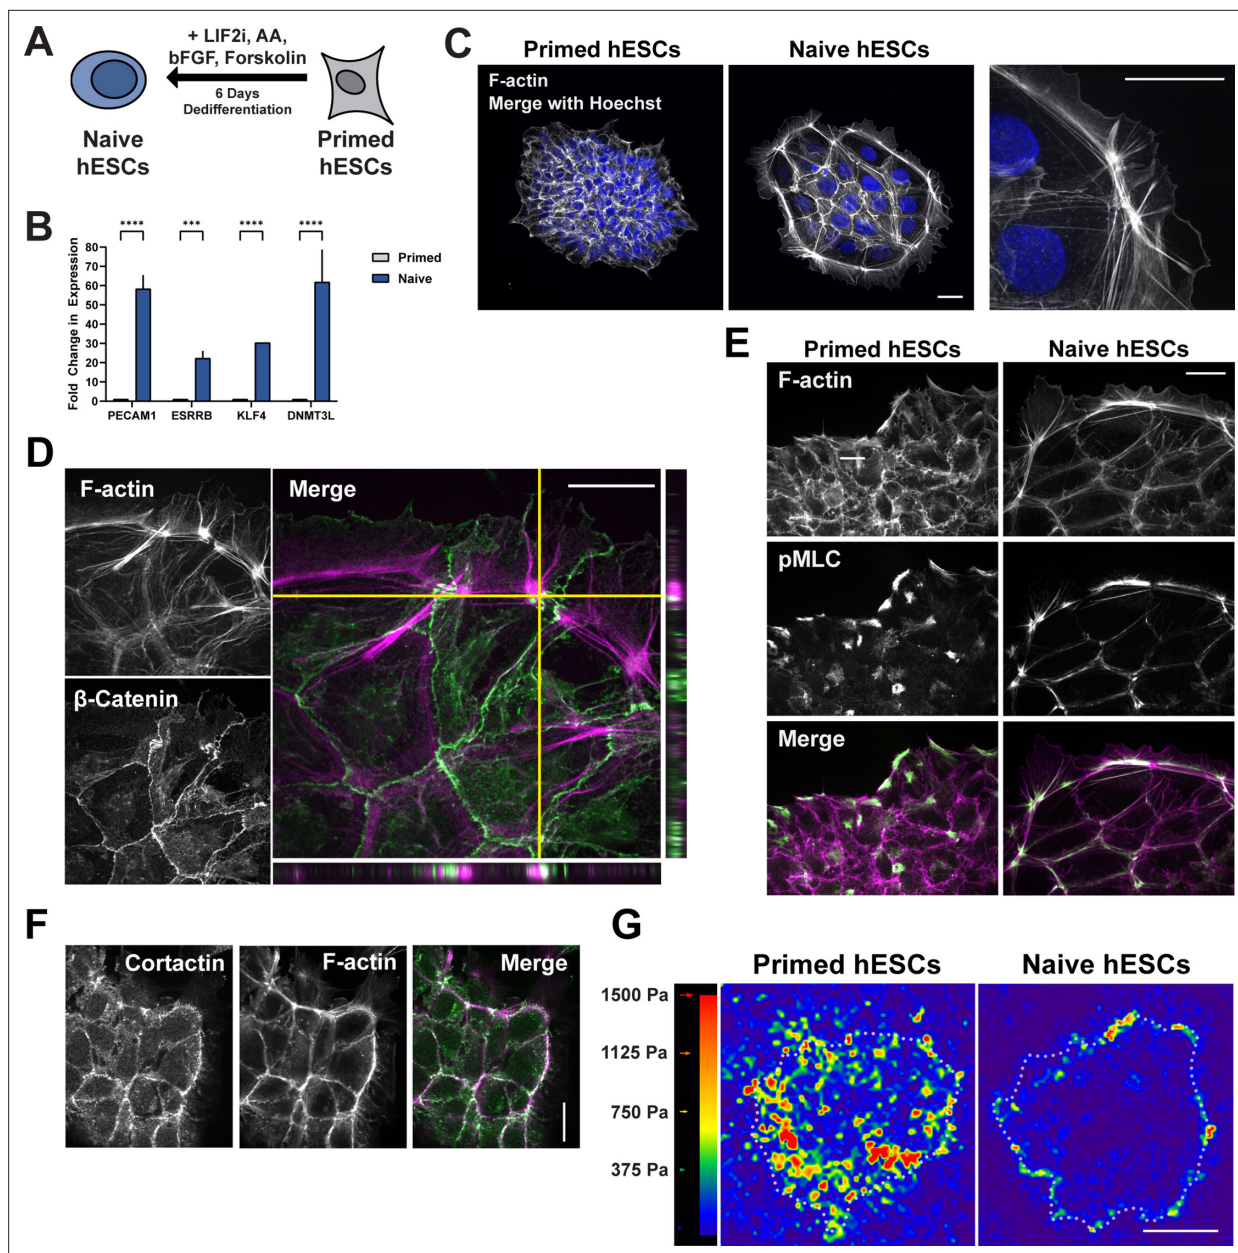 A
+ LIF2i, AA,
bFGF, Forskolin
6 Days
Dedifferentiation
Naive
hESCs
Primed
hESCs
B
**** *** **** ****
Fold Change in Expression
80
70
60
50
40
30
20
10
0
PECAM1 ESRRB KLF4 DNMT3L
Primed
Naive
C
Primed hESCs Naive hESCs
F-actin
Merge with Hoechst
D
F-actin
β-Catenin
Merge
E
Primed hESCs Naive hESCs
F-actin
pMLC
Merge
F
Cortactin F-actin Merge
G
Primed hESCs Naive hESCs
1500 Pa
1125 Pa
750 Pa
375 Pa